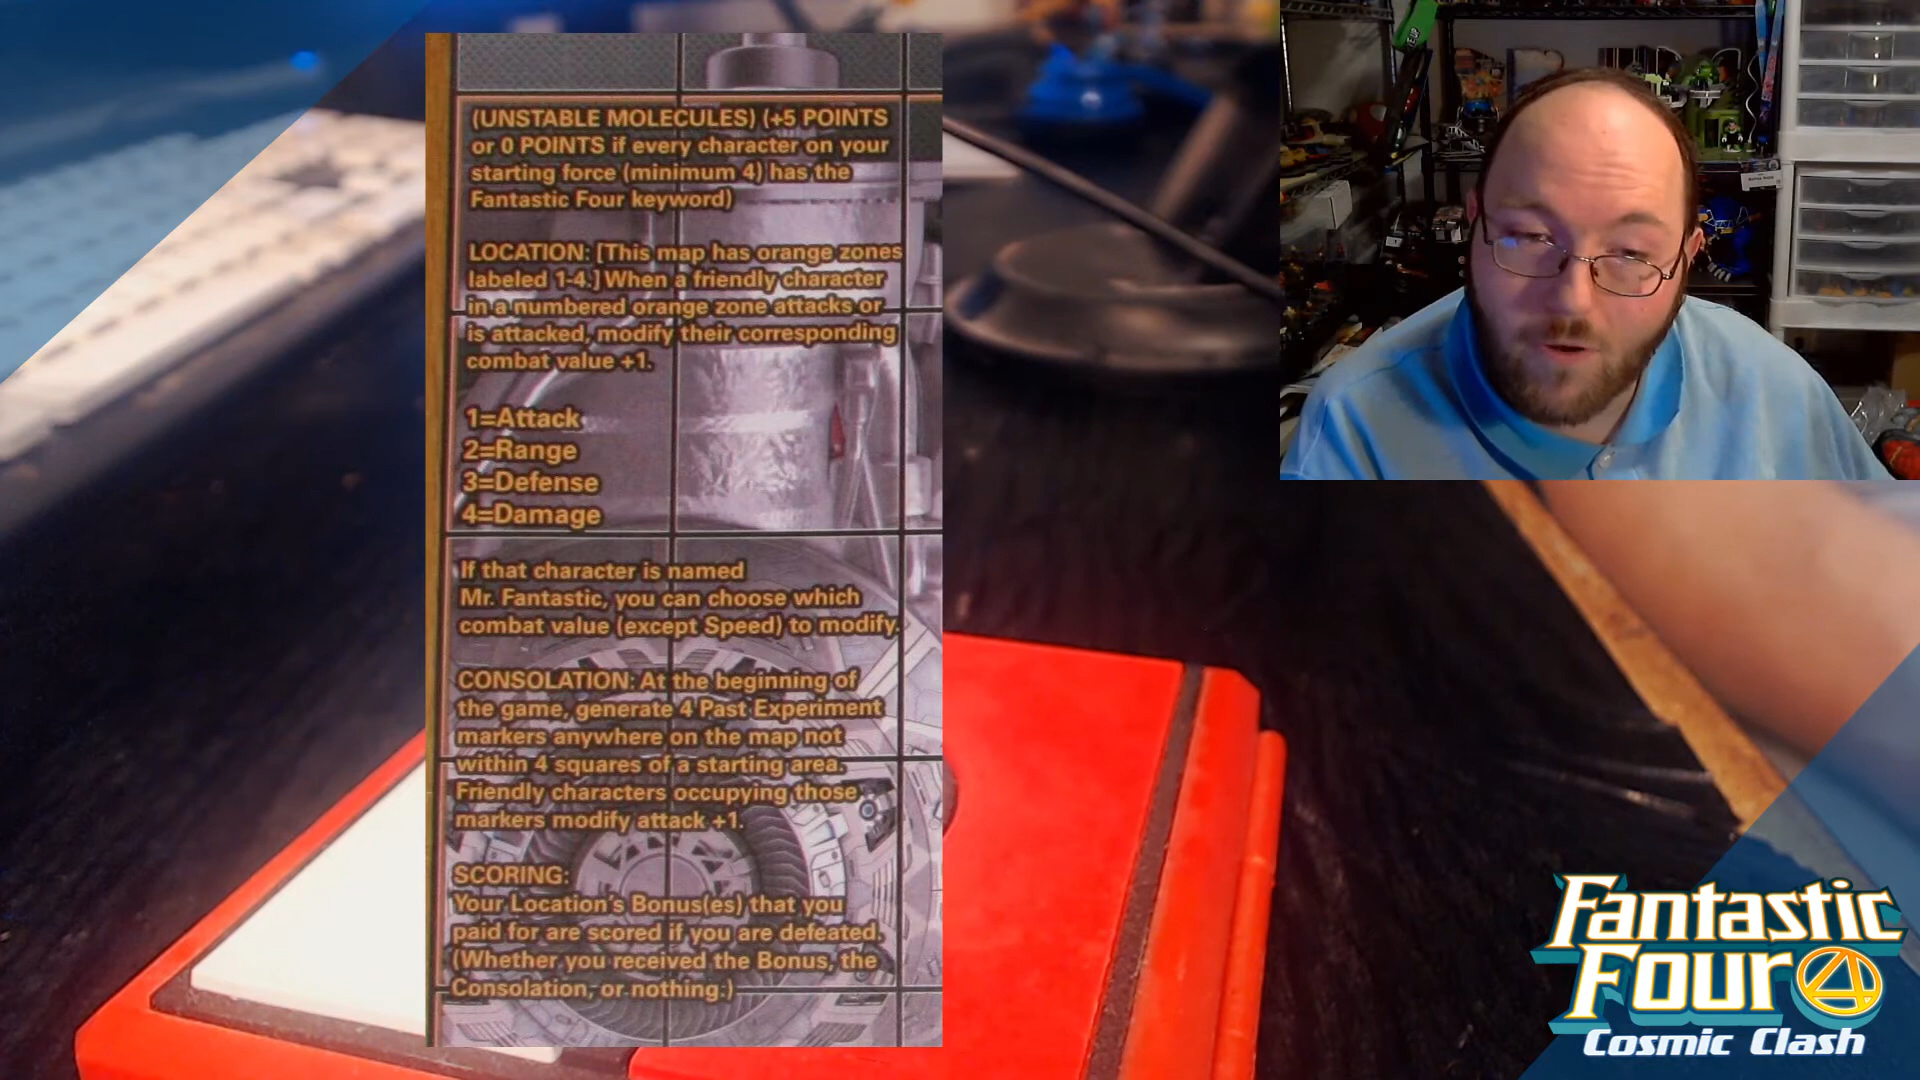 (UNSTABLE MOLECULES) (+5 POINTS
or 0 POINTS if every character on your
starting force (minimum 4) has the
Fantastic Four keyword)
LOCATION: [This map has orange zones
labeled 1-4.] When a friendly character
in a numbered orange zone attacks or
is attacked, modify their corresponding
combat value +1.
1=Attack
2=Range
3=Defense
4=Damage
If that character is named
Mr. Fantastic, you can choose which
combat value (except Speed) to modify.
CONSOLATION: At the beginning of
the game, generate 4 Past Experiment
markers anywhere on the map not
within 4 squares of a starting area.
Friendly characters occupying those
markers modify attack +1.
SCORING:
Your Location's Bonus(es) that you
paid for are scored if you are defeated.
(Whether you received the Bonus, the
Consolation, or nothing.)
Fantastic
Four 4
Cosmic Clash